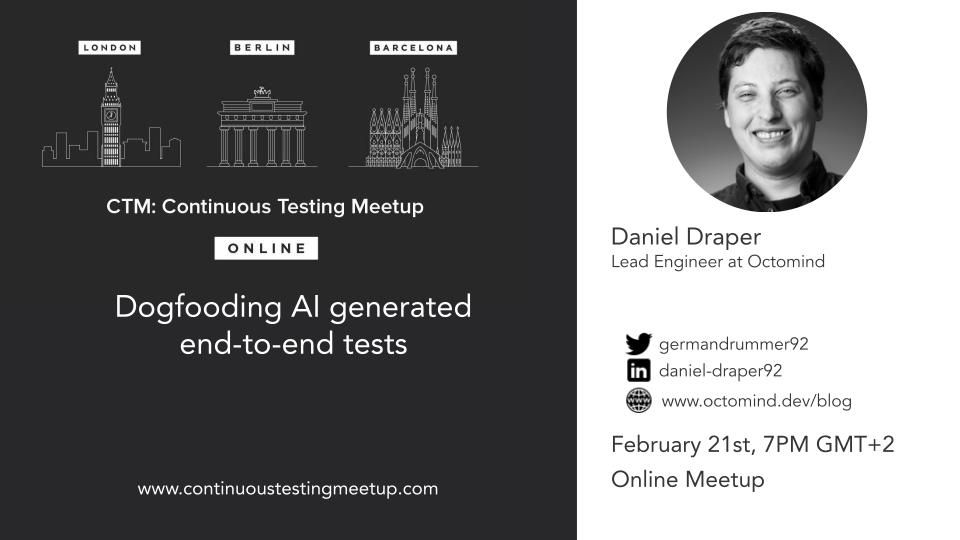 LONDON
BERLIN
BARCELONA
CTM: Continuous Testing Meetup
ONLINE
Dogfooding AI generated
end-to-end tests
www.continuoustestingmeetup.com
Daniel Draper
Lead Engineer at Octomind
germandrummer92
in
daniel-draper92
www
www.octomind.dev/blog
February 21st, 7PM GMT+2
Online Meetup